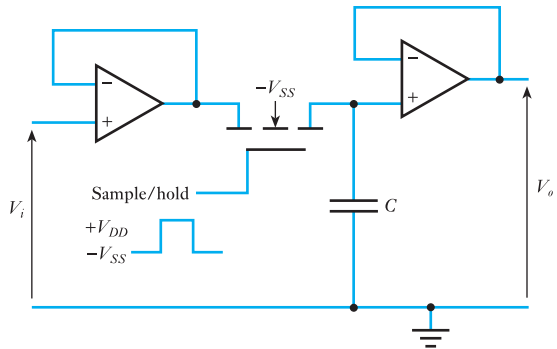 −
+
−V_SS
−
+
Sample/hold
+V_DD
−V_SS
V_i
C
V_o